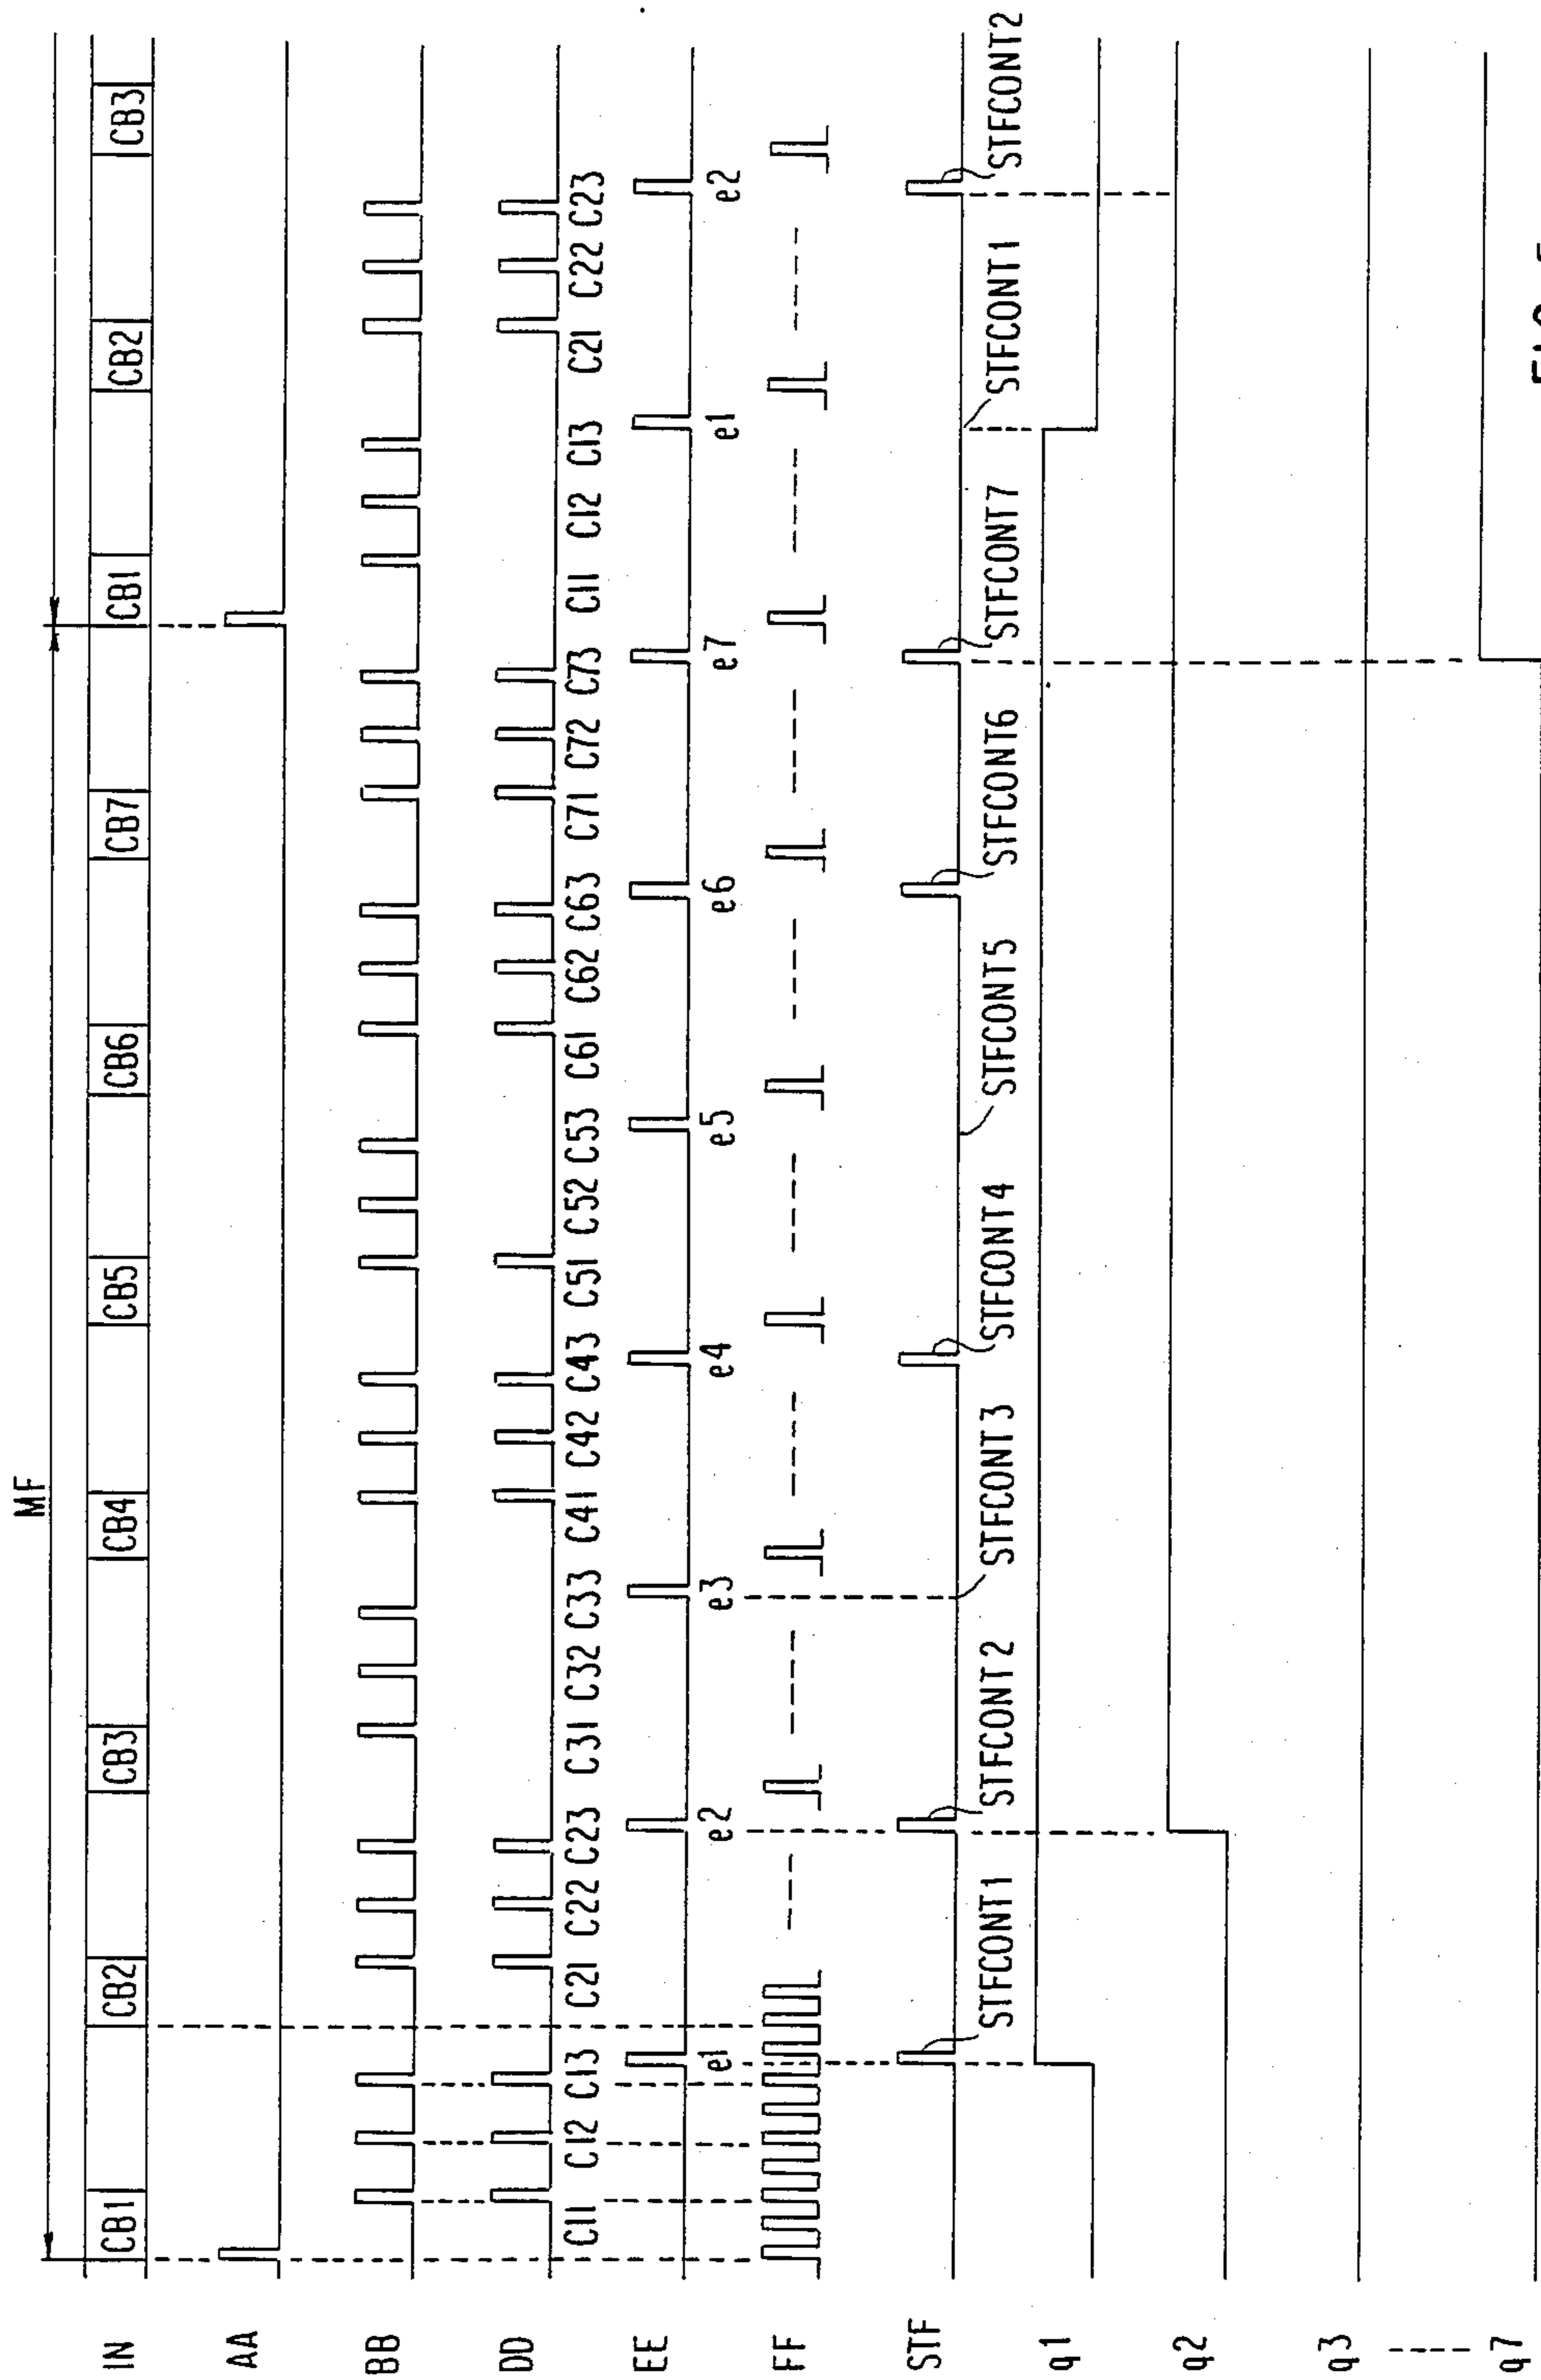 MF
IN CB1 CB2 CB3 CB4 CB5 CB6 CB7 CB1 CB2 CB3
AA
BB
DD
C11 C12 C13 C21 C22 C23 C31 C32 C33 C41 C42 C43 C51 C52 C53 C61 C62 C63 C71 C72 C73 C11 C12 C13 C21 C22 C23
EE
e1 e2 e3 e4 e5 e6 e7 e1 e2
FF
STF
STFCONT1 STFCONT2 STFCONT3 STFCONT4 STFCONT5 STFCONT6 STFCONT7 STFCONT1 STFCONT2
q1
q2
q3
q7